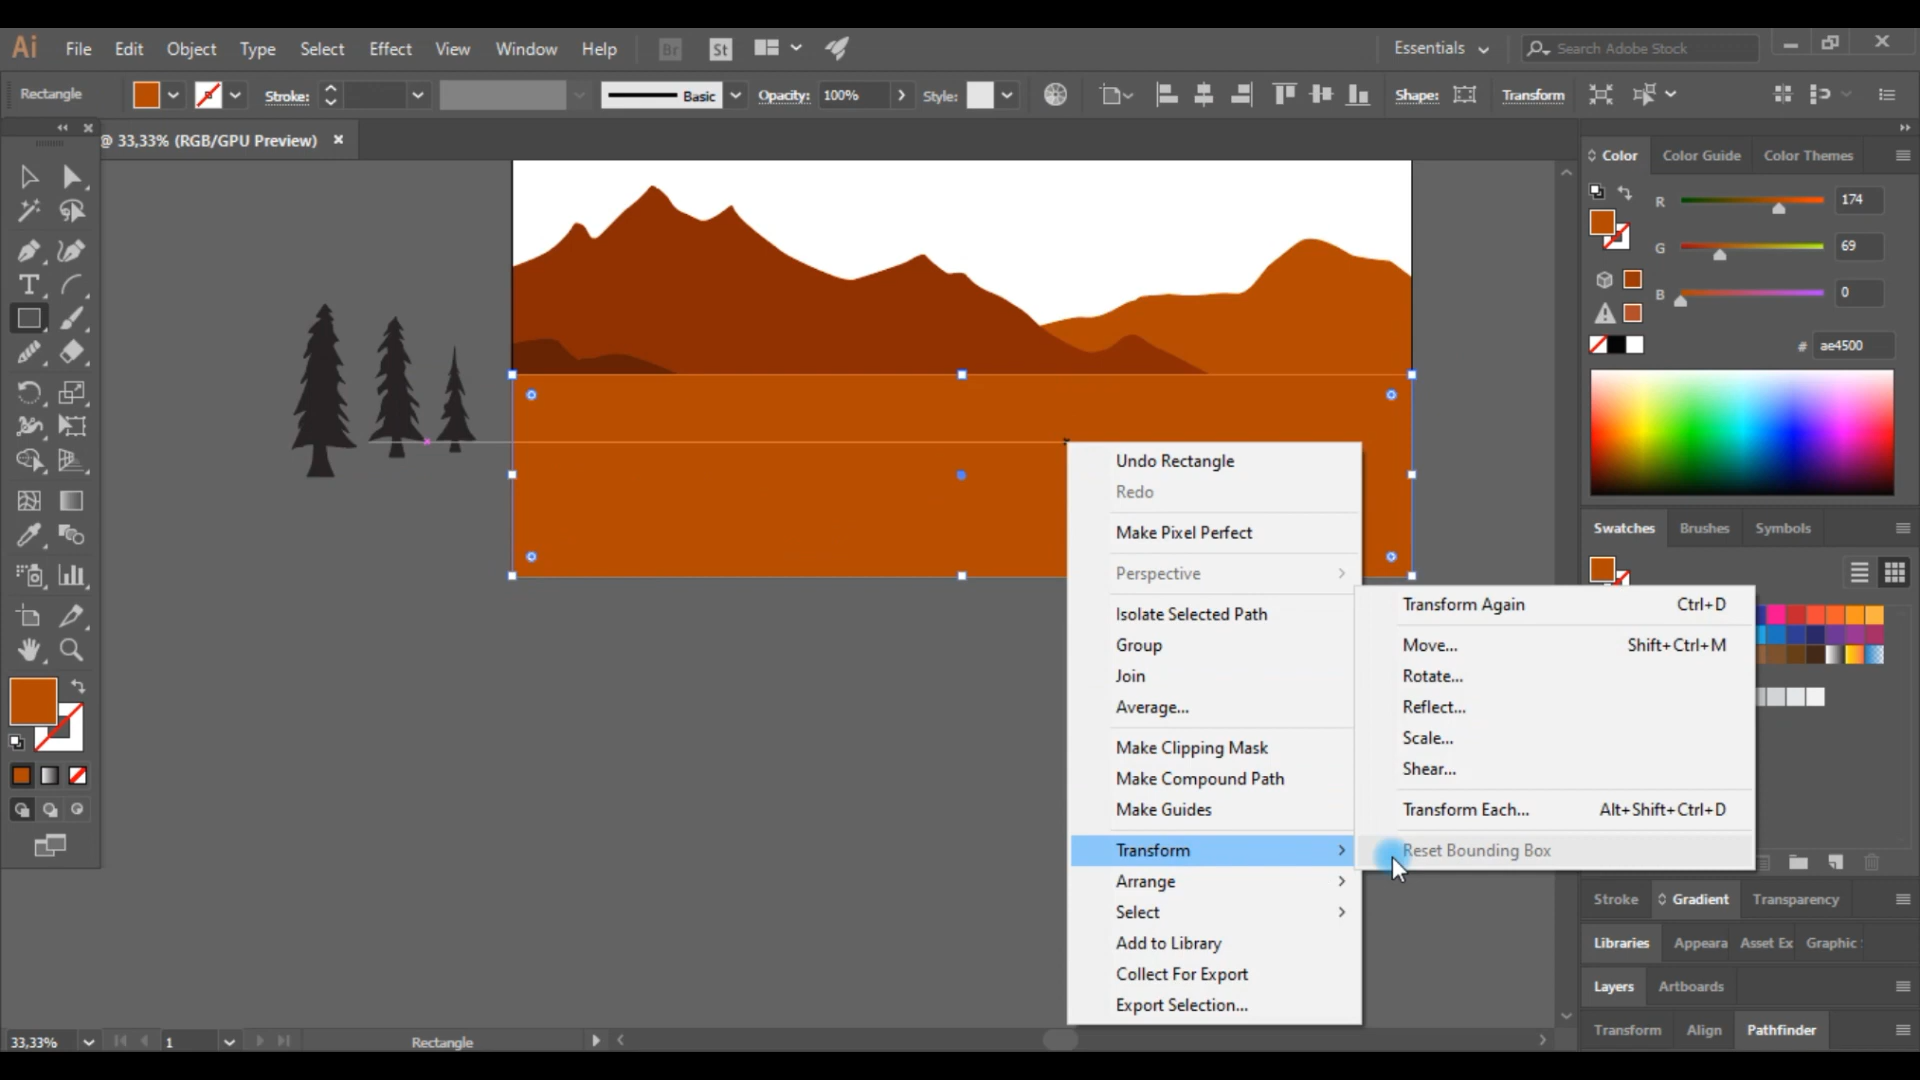 Ai File Edit Object Type Select Effect View Window Help Br St Essentials Search Adobe Stock
Rectangle Stroke: Basic Opacity: 100% Style: Shape: Transform
@ 33,33% (RGB/GPU Preview)
Color Color Guide Color Themes
R 174
G 69
B 0
# ae4500
Swatches Brushes Symbols
Undo Rectangle
Redo
Make Pixel Perfect
Perspective
Isolate Selected Path
Group
Join
Average...
Make Clipping Mask
Make Compound Path
Make Guides
Transform
Arrange
Select
Add to Library
Collect For Export
Export Selection...
Transform Again Ctrl+D
Move... Shift+Ctrl+M
Rotate...
Reflect...
Scale...
Shear...
Transform Each... Alt+Shift+Ctrl+D
Reset Bounding Box
Stroke Gradient Transparency
Libraries Appeara Asset Ex Graphic
Layers Artboards
Transform Align Pathfinder
33,33% 1 Rectangle